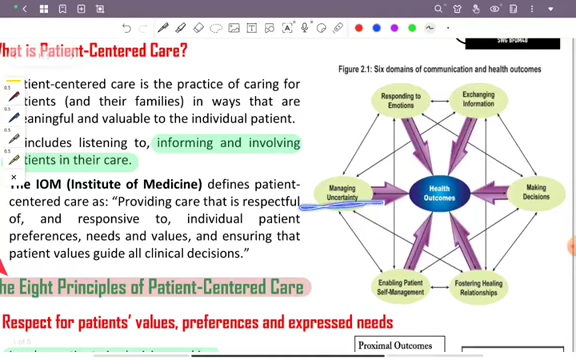 SWG BFUM48
hat is Patient-Centered Care?
tient-centered care is the practice of caring for
tients (and their families) in ways that are
eaningful and valuable to the individual patient.
includes listening to, informing and involving
tients in their care.
The IOM (Institute of Medicine) defines patient-
centered care as: “Providing care that is respectful
of, and responsive to, individual patient
preferences, needs and values, and ensuring that
patient values guide all clinical decisions.”
he Eight Principles of Patient-Centered Care
Respect for patients’ values, preferences and expressed needs
Figure 2.1: Six domains of communication and health outcomes
Responding to
Emotions
Exchanging
Information
Managing
Uncertainty
Health
Outcomes
Making
Decisions
Enabling Patient
Self-Management
Fostering Healing
Relationships
Proximal Outcomes